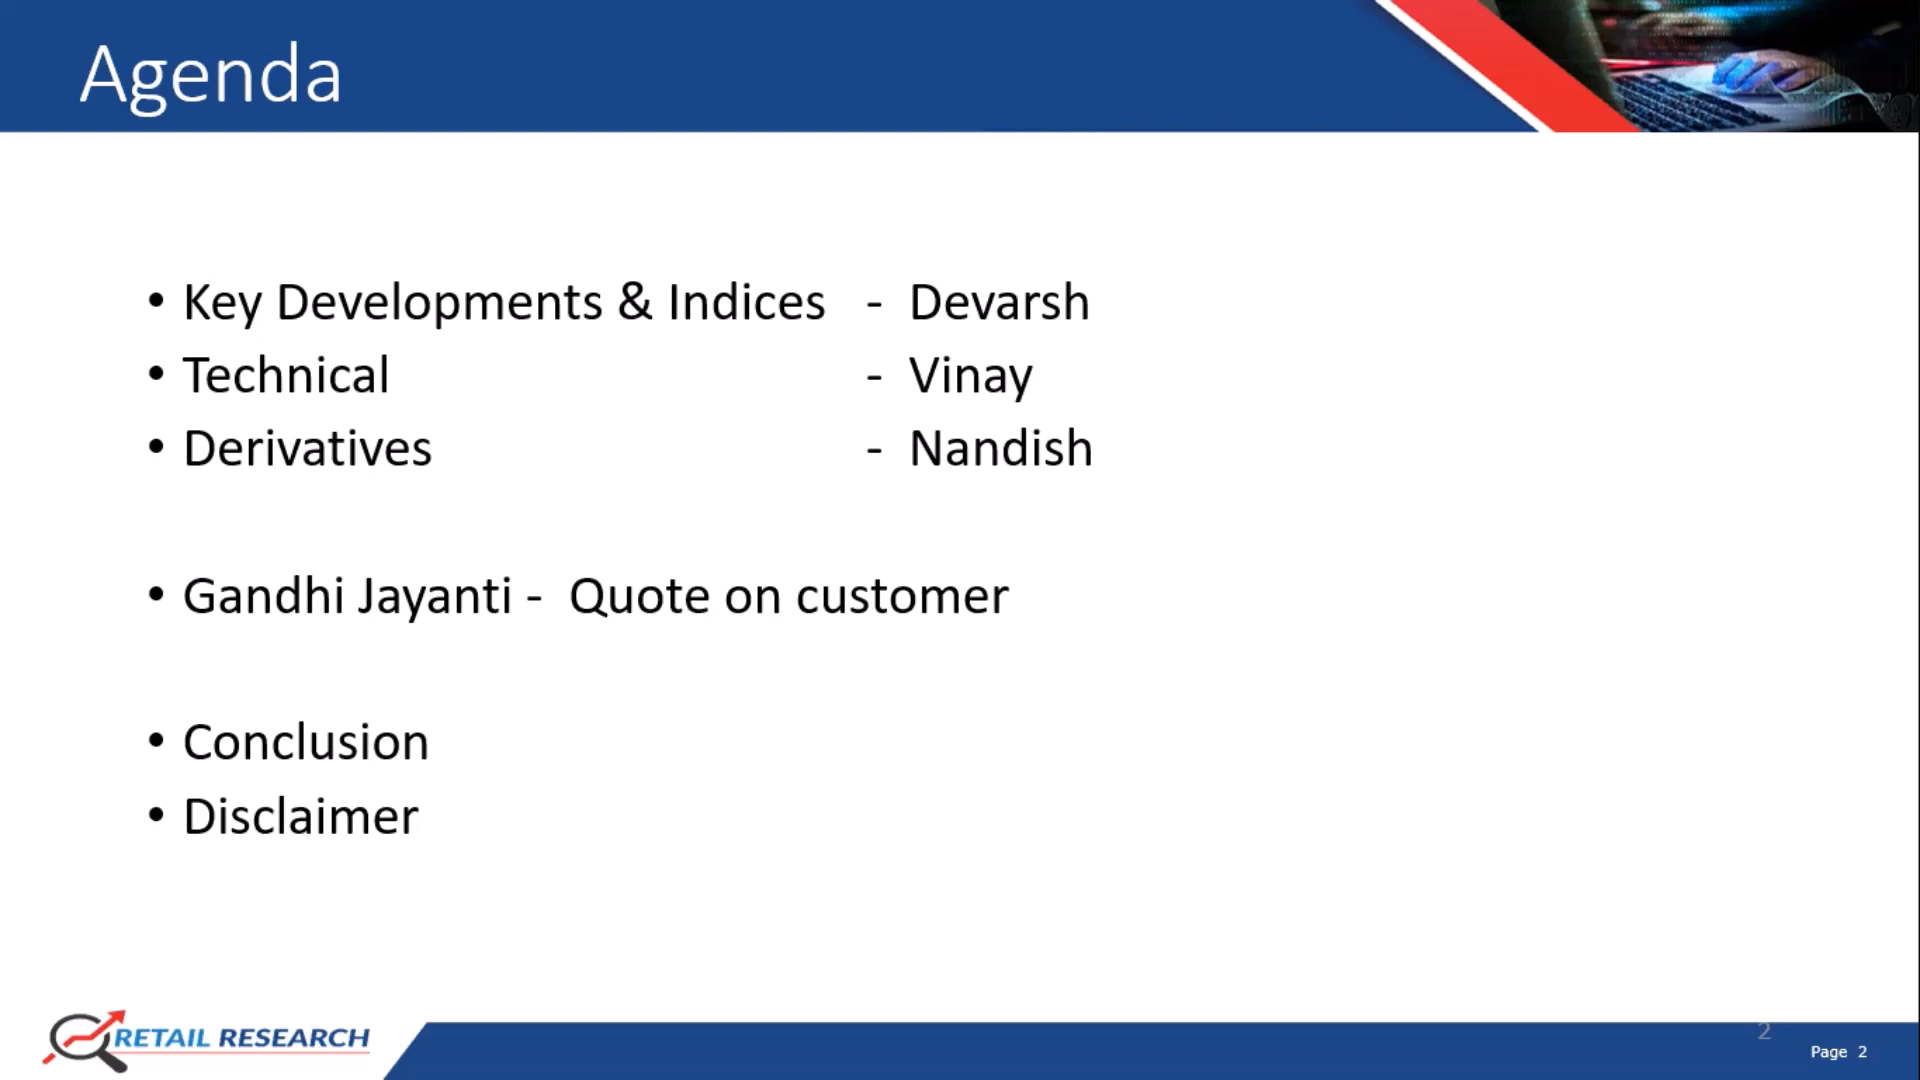 Agenda
• Key Developments & Indices - Devarsh
• Technical - Vinay
• Derivatives - Nandish
• Gandhi Jayanti - Quote on customer
• Conclusion
• Disclaimer
RETAIL RESEARCH
2
Page 2